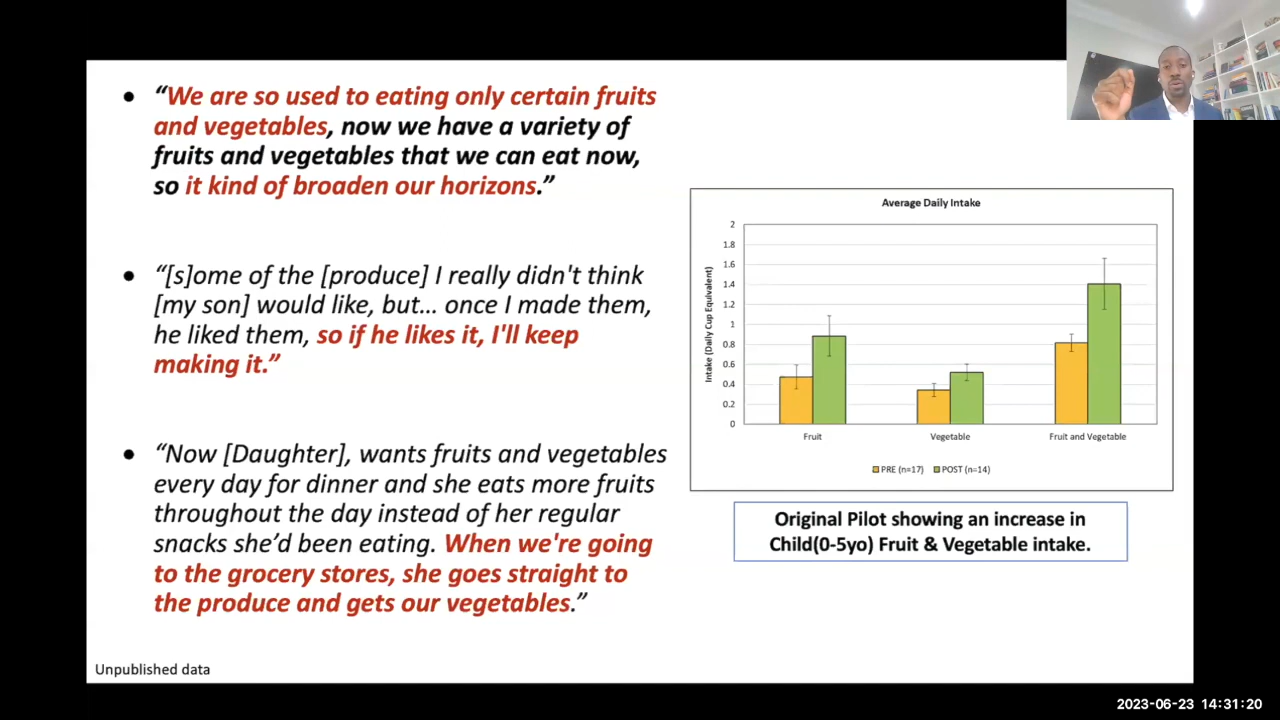 • “We are so used to eating only certain fruits
and vegetables, now we have a variety of
fruits and vegetables that we can eat now,
so it kind of broaden our horizons.”
• “[s]ome of the [produce] I really didn't think
[my son] would like, but... once I made them,
he liked them, so if he likes it, I'll keep
making it.”
• “Now [Daughter], wants fruits and vegetables
every day for dinner and she eats more fruits
throughout the day instead of her regular
snacks she’d been eating. When we're going
to the grocery stores, she goes straight to
the produce and gets our vegetables.”
Unpublished data
Average Daily Intake
Intake (Daily Cup Equivalent)
2
1.8
1.6
1.4
1.2
1
0.8
0.6
0.4
0.2
0
Fruit Vegetable Fruit and Vegetable
PRE (n=17) POST (n=14)
Original Pilot showing an increase in
Child(0-5yo) Fruit & Vegetable intake.
2023-06-23 14:31:20